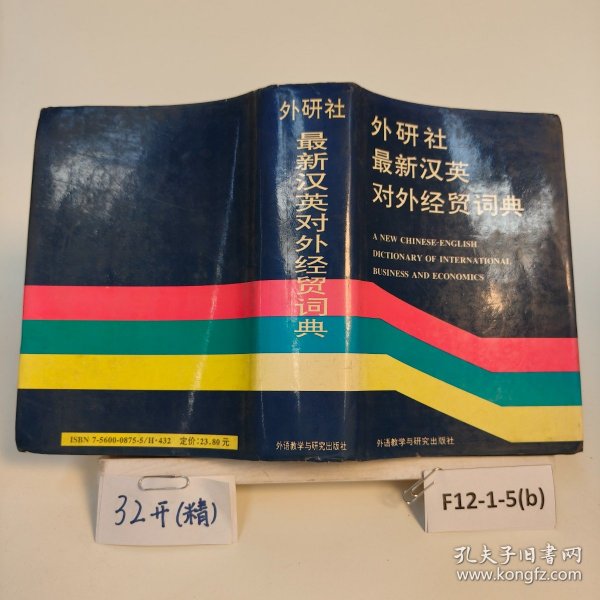 外研社
最新汉英
对外经贸词典
A NEW CHINESE-ENGLISH
DICTIONARY OF INTERNATIONAL
BUSINESS AND ECONOMICS
外语教学与研究出版社
外研社
最新汉英对外经贸词典
外语教学与研究出版社
ISBN 7-5600-0875-5/H·432 定价:23.80元
32开(精)
F12-1-5(b)
孔夫子旧书网
www.kongfz.com